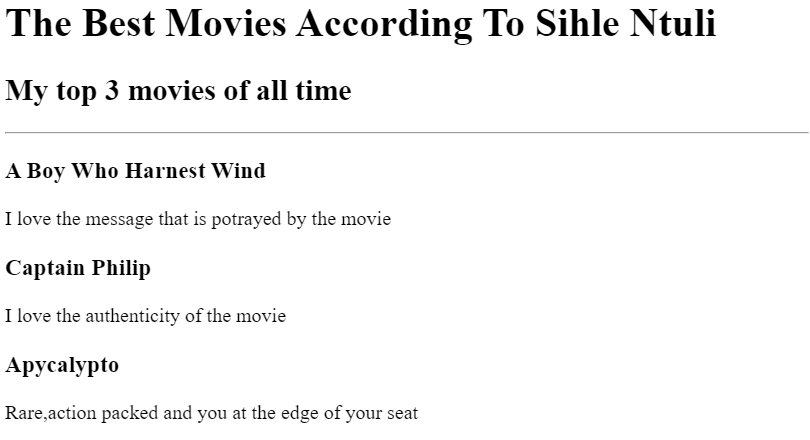 The Best Movies According To Sihle Ntuli
My top 3 movies of all time
A Boy Who Harnest Wind
I love the message that is potrayed by the movie
Captain Philip
I love the authenticity of the movie
Apycalypto
Rare,action packed and you at the edge of your seat